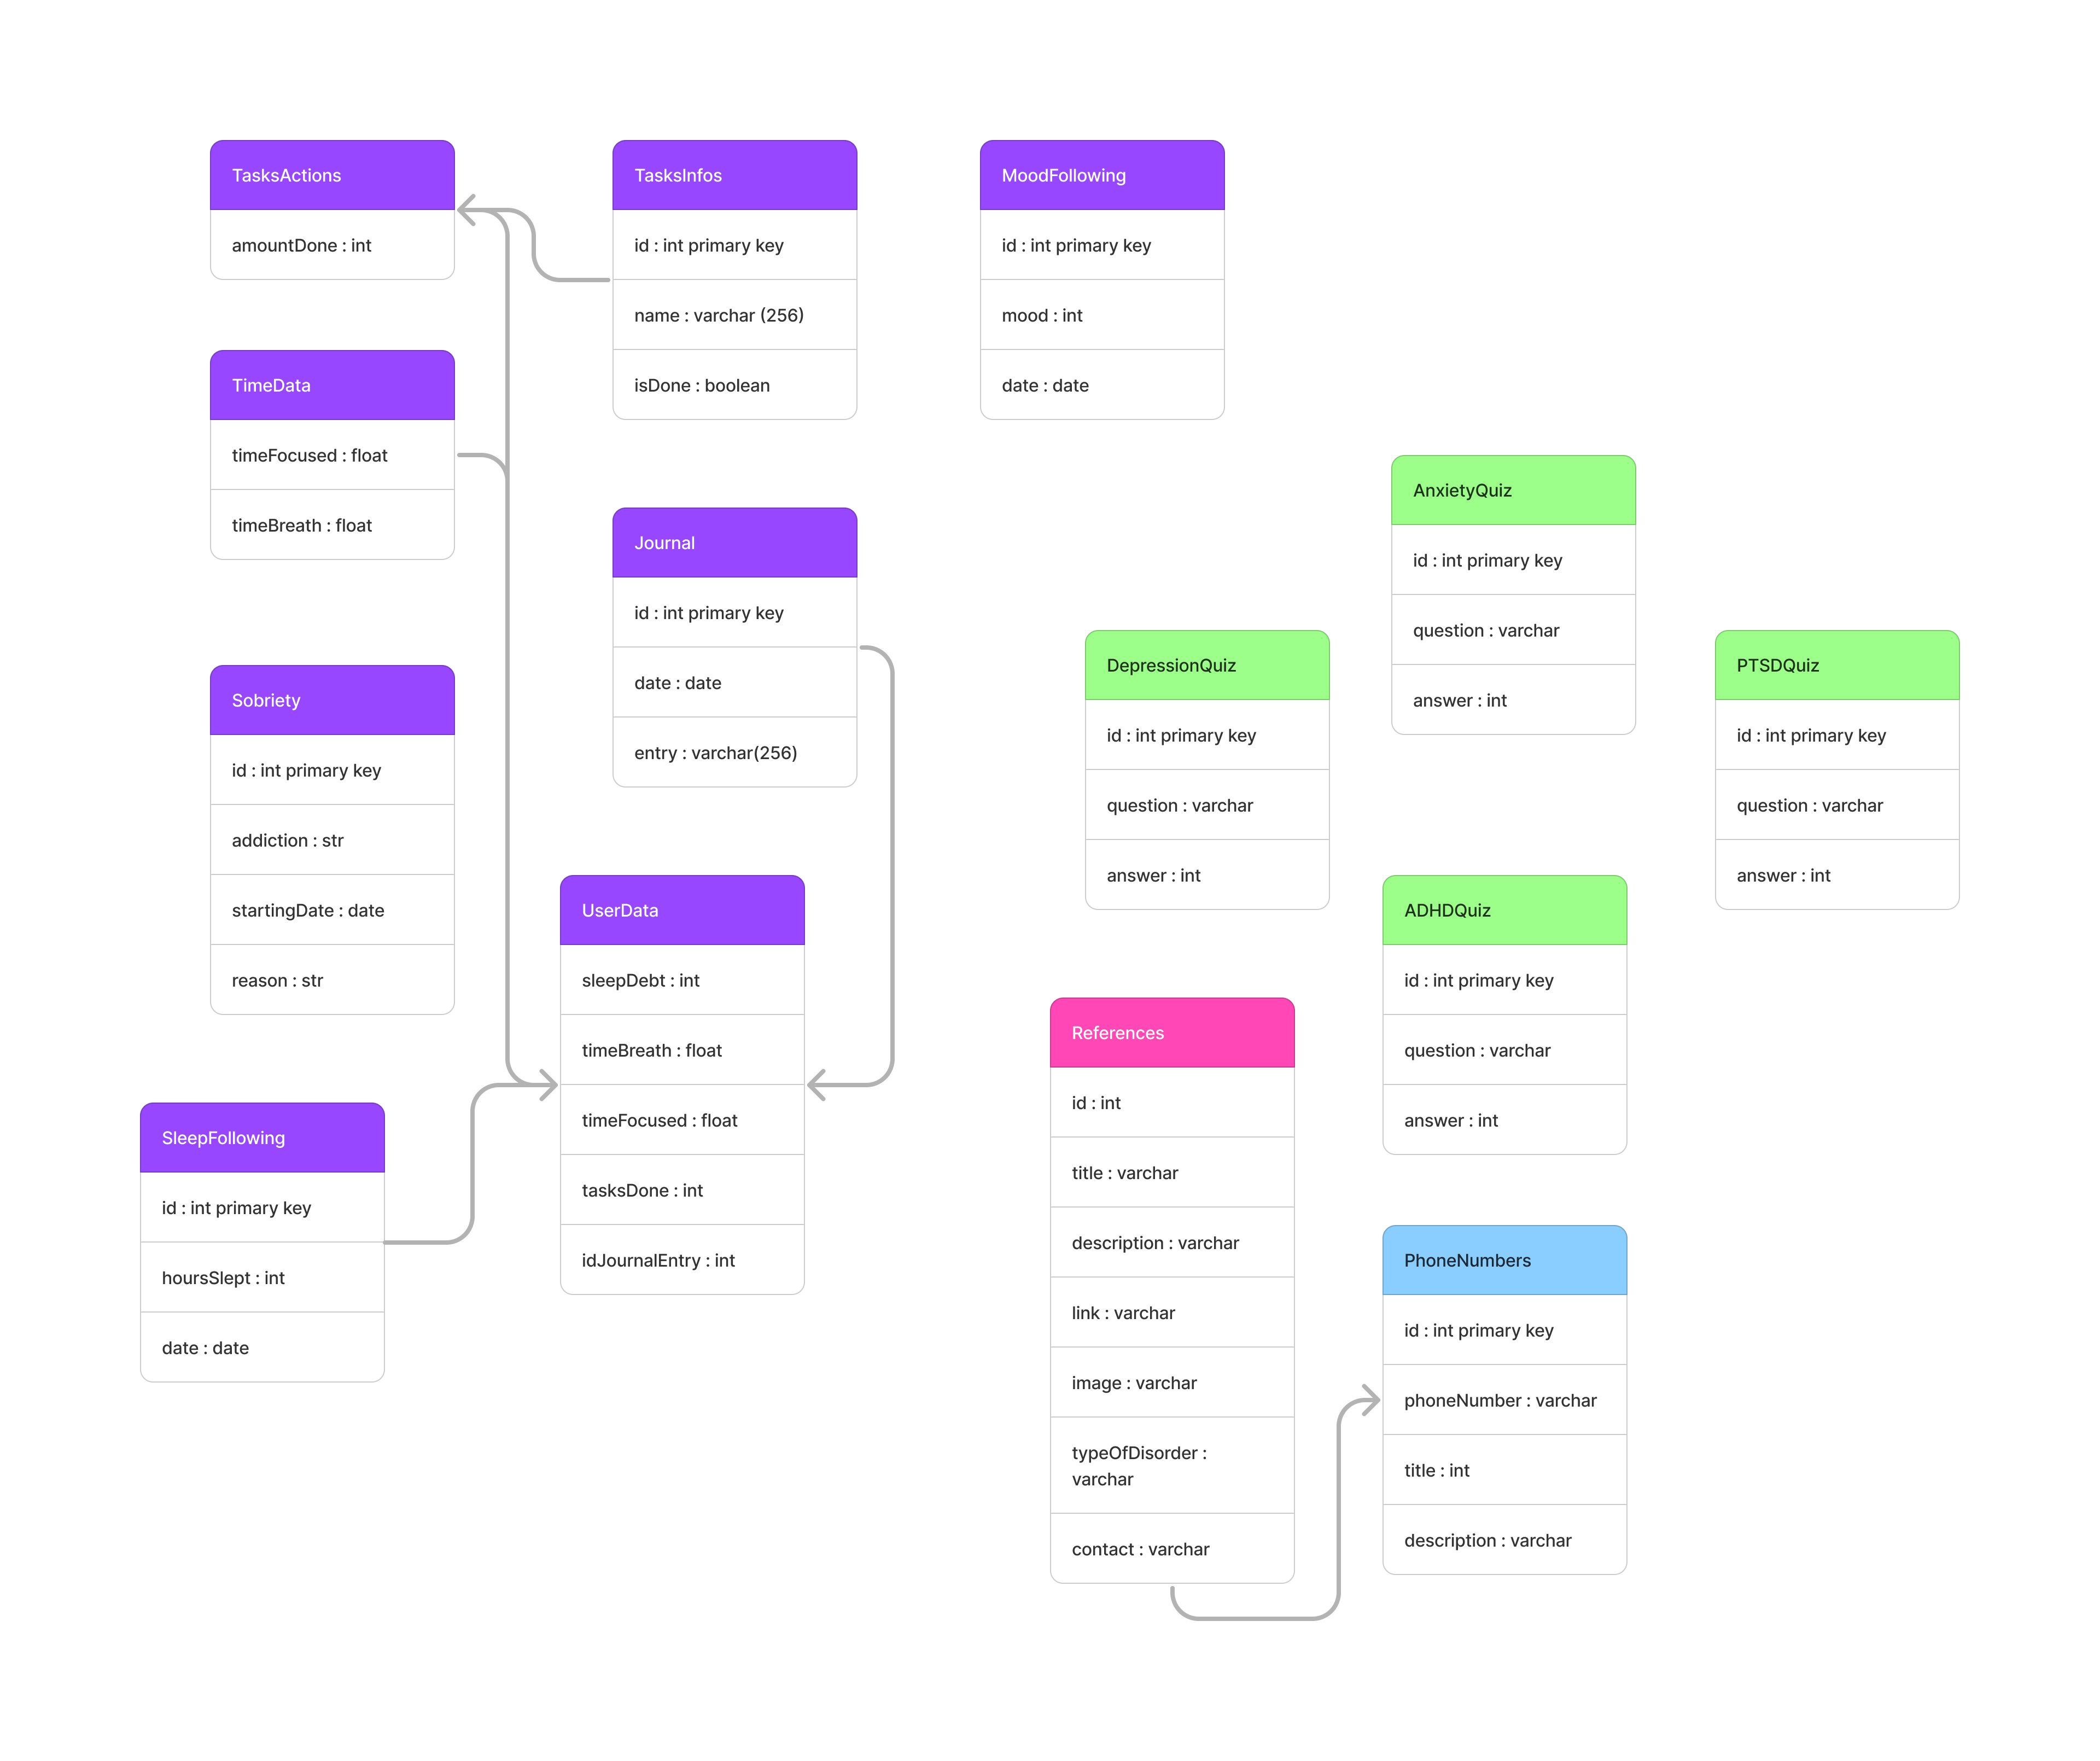 TasksActions
amountDone : int
TasksInfos
id : int primary key
name : varchar (256)
isDone : boolean
MoodFollowing
id : int primary key
mood : int
date : date
TimeData
timeFocused : float
timeBreath : float
Journal
id : int primary key
date : date
entry : varchar(256)
AnxietyQuiz
id : int primary key
question : varchar
answer : int
DepressionQuiz
id : int primary key
question : varchar
answer : int
PTSDQuiz
id : int primary key
question : varchar
answer : int
Sobriety
id : int primary key
addiction : str
startingDate : date
reason : str
UserData
sleepDebt : int
timeBreath : float
timeFocused : float
tasksDone : int
idJournalEntry : int
ADHDQuiz
id : int primary key
question : varchar
answer : int
References
id : int
title : varchar
description : varchar
link : varchar
image : varchar
typeOfDisorder :
varchar
contact : varchar
SleepFollowing
id : int primary key
hoursSlept : int
date : date
PhoneNumbers
id : int primary key
phoneNumber : varchar
title : int
description : varchar